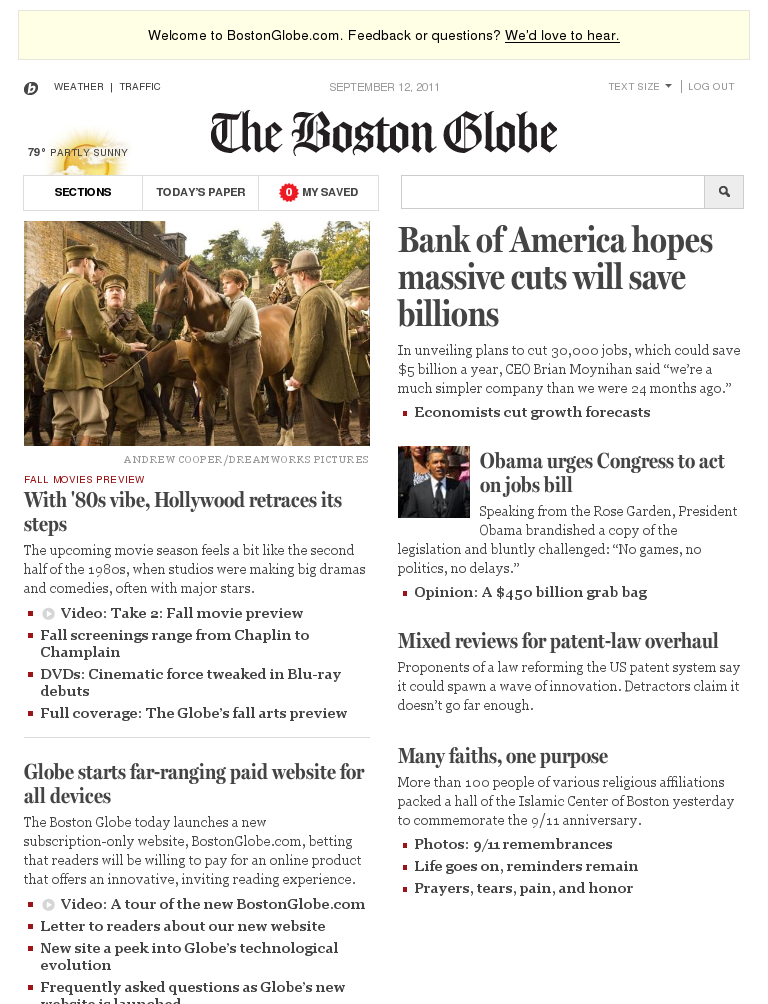 Welcome to BostonGlobe.com. Feedback or questions? We'd love to hear.
b WEATHER | TRAFFIC
SEPTEMBER 12, 2011
TEXT SIZE | LOG OUT
79° PARTLY SUNNY
The Boston Globe
SECTIONS
TODAY'S PAPER
0 MY SAVED
ANDREW COOPER/DREAMWORKS PICTURES
FALL MOVIES PREVIEW
With '80s vibe, Hollywood retraces its
steps
The upcoming movie season feels a bit like the second
half of the 1980s, when studios were making big dramas
and comedies, often with major stars.
Video: Take 2: Fall movie preview
Fall screenings range from Chaplin to
Champlain
DVDs: Cinematic force tweaked in Blu-ray
debuts
Full coverage: The Globe's fall arts preview
Globe starts far-ranging paid website for
all devices
The Boston Globe today launches a new
subscription-only website, BostonGlobe.com, betting
that readers will be willing to pay for an online product
that offers an innovative, inviting reading experience.
Video: A tour of the new BostonGlobe.com
Letter to readers about our new website
New site a peek into Globe's technological
evolution
Frequently asked questions as Globe's new
website is launched
Bank of America hopes
massive cuts will save
billions
In unveiling plans to cut 30,000 jobs, which could save
$5 billion a year, CEO Brian Moynihan said “we're a
much simpler company than we were 24 months ago.”
Economists cut growth forecasts
Obama urges Congress to act
on jobs bill
Speaking from the Rose Garden, President
Obama brandished a copy of the
legislation and bluntly challenged: “No games, no
politics, no delays.”
Opinion: A $450 billion grab bag
Mixed reviews for patent-law overhaul
Proponents of a law reforming the US patent system say
it could spawn a wave of innovation. Detractors claim it
doesn't go far enough.
Many faiths, one purpose
More than 100 people of various religious affiliations
packed a hall of the Islamic Center of Boston yesterday
to commemorate the 9/11 anniversary.
Photos: 9/11 remembrances
Life goes on, reminders remain
Prayers, tears, pain, and honor